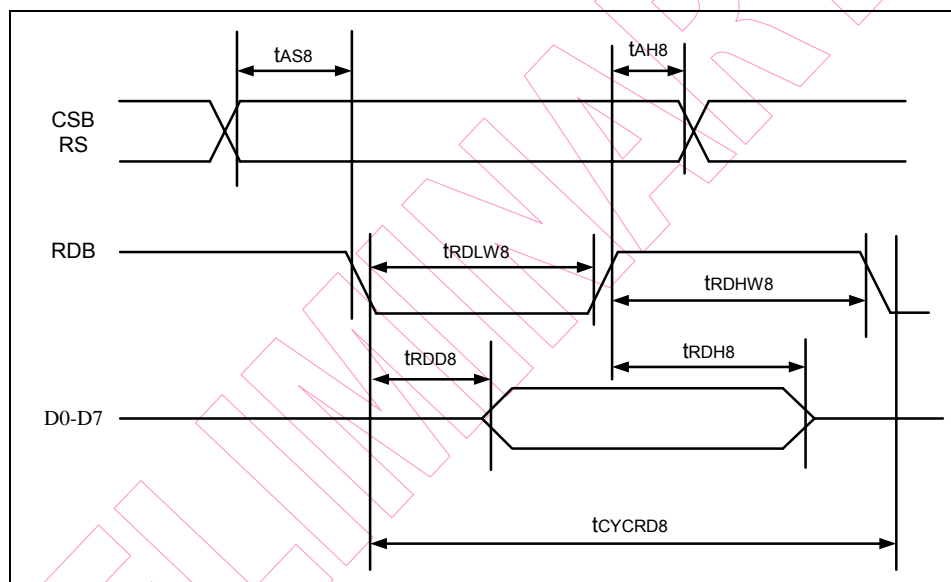 tAS8
tAH8
CSB
RS
RDB
tRDLW8
tRDHW8
tRDD8
tRDH8
D0-D7
tCYCRD8